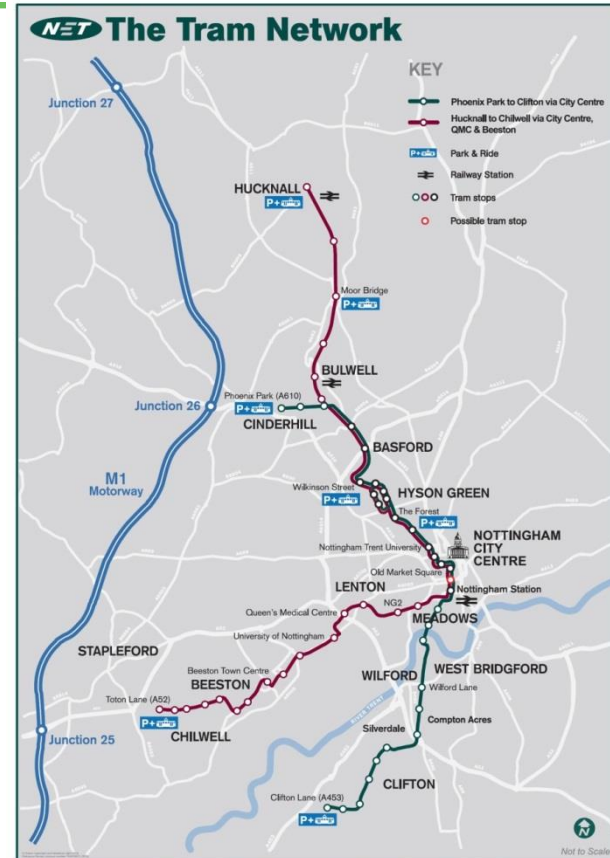 NET The Tram Network
KEY
Phoenix Park to Clifton via City Centre
Hucknall to Chilwell via City Centre,
QMC & Beeston
P+ Park & Ride
Railway Station
Tram stops
Possible tram stop
Junction 27
HUCKNALL
P+
Moor Bridge
P+
BULWELL
Phoenix Park (A610)
Junction 26
P+
CINDERHILL
BASFORD
M1
Motorway
Wilkinson Street
P+
HYSON GREEN
The Forest
P+
Nottingham Trent University
NOTTINGHAM
CITY
CENTRE
Old Market Square
LENTON
Nottingham Station
NG2
Queen's Medical Centre
MEADOWS
University of Nottingham
STAPLEFORD
WEST BRIDGFORD
Beeston Town Centre
WILFORD
BEESTON
Wilford Lane
Toton Lane (A52)
P+
RIVER TRENT
Compton Acres
CHILWELL
Silverdale
Junction 25
CLIFTON
Clifton Lane (A453)
P+
N
Not to Scale